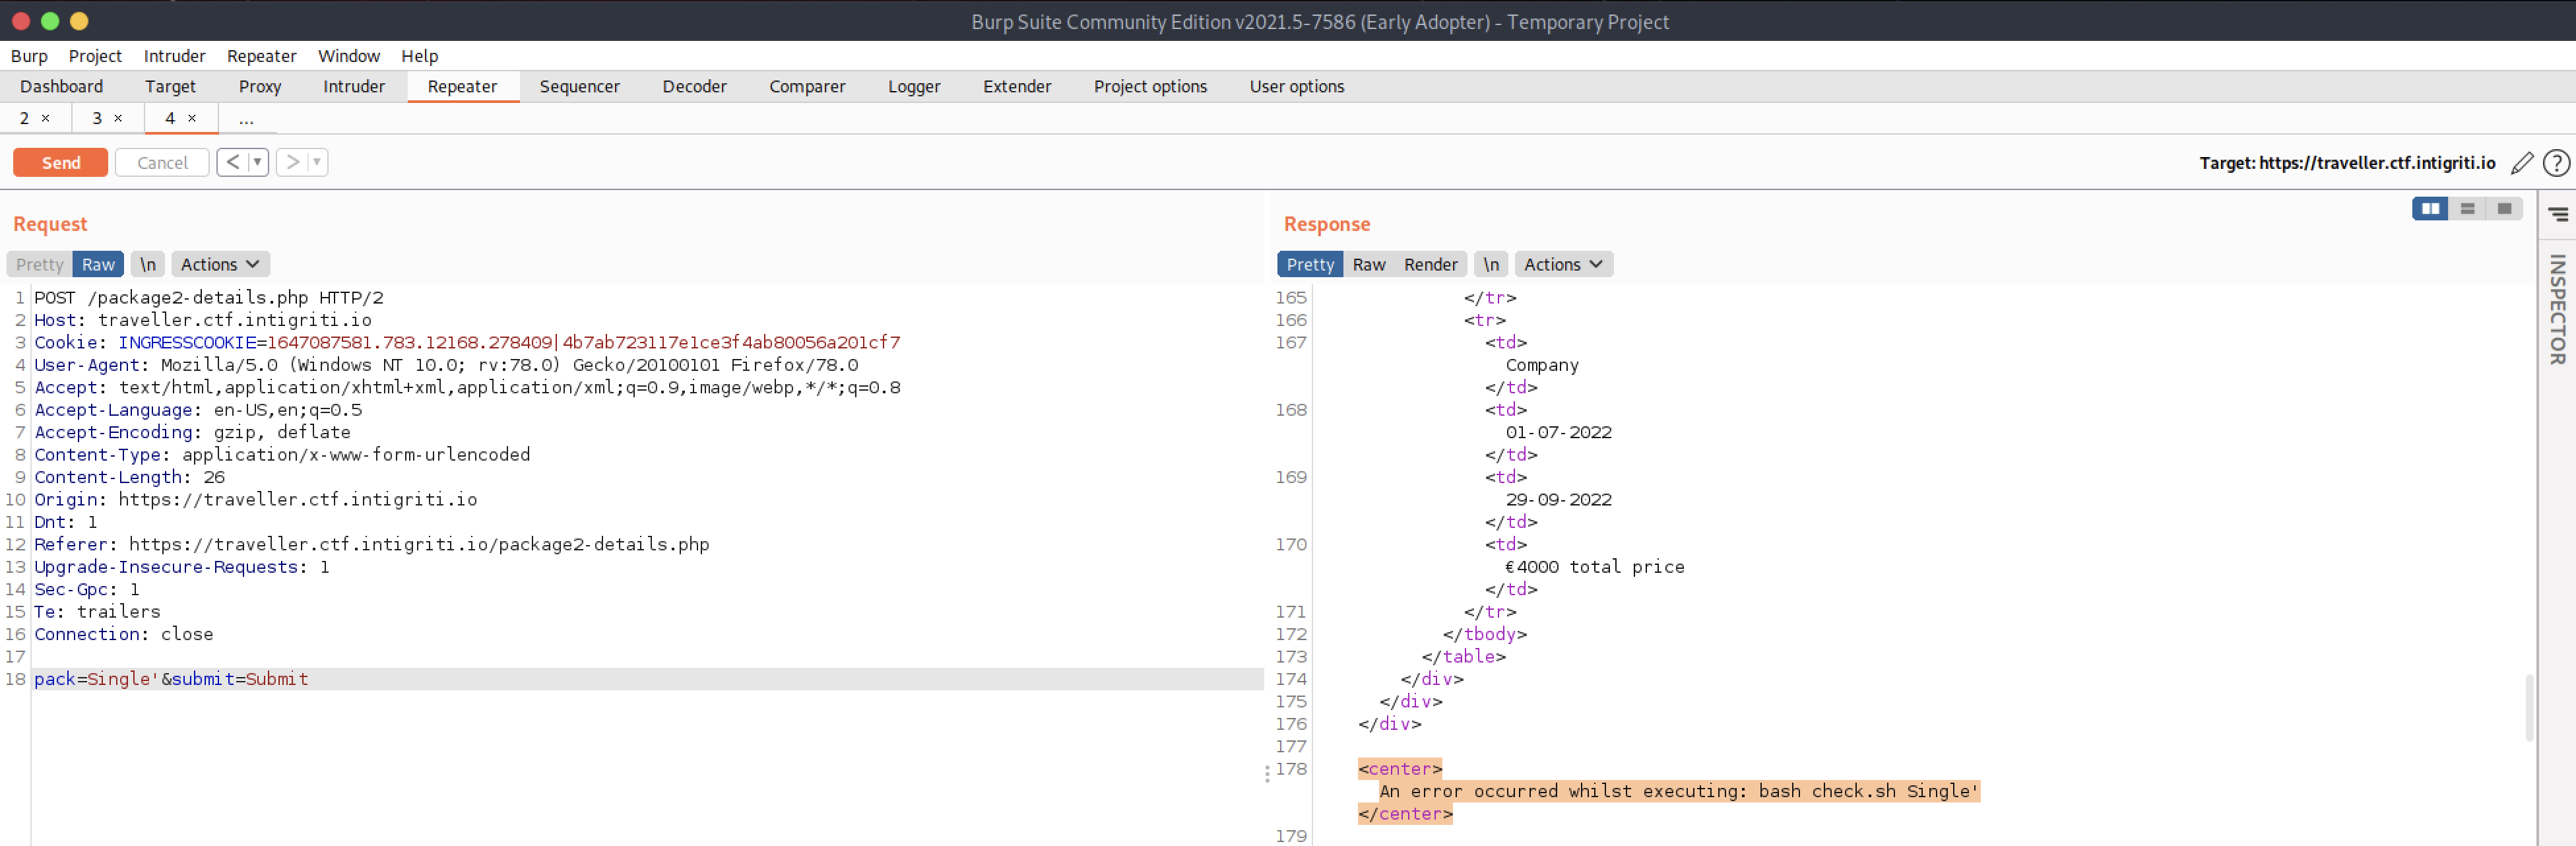 Burp Suite Community Edition v2021.5-7586 (Early Adopter) - Temporary Project
Burp Project Intruder Repeater Window Help
Dashboard Target Proxy Intruder Repeater Sequencer Decoder Comparer Logger Extender Project options User options
2 × 3 × 4 × ...
Send Cancel < > Target: https://traveller.ctf.intigriti.io ?
Request
Pretty Raw \n Actions
1 POST /package2-details.php HTTP/2
2 Host: traveller.ctf.intigriti.io
3 Cookie: INGRESSCOOKIE=1647087581.783.12168.278409|4b7ab723117e1ce3f4ab80056a201cf7
4 User-Agent: Mozilla/5.0 (Windows NT 10.0; rv:78.0) Gecko/20100101 Firefox/78.0
5 Accept: text/html,application/xhtml+xml,application/xml;q=0.9,image/webp,*/*;q=0.8
6 Accept-Language: en-US,en;q=0.5
7 Accept-Encoding: gzip, deflate
8 Content-Type: application/x-www-form-urlencoded
9 Content-Length: 26
10 Origin: https://traveller.ctf.intigriti.io
11 Dnt: 1
12 Referer: https://traveller.ctf.intigriti.io/package2-details.php
13 Upgrade-Insecure-Requests: 1
14 Sec-Gpc: 1
15 Te: trailers
16 Connection: close
17
18 pack=Single'&submit=Submit
Response
Pretty Raw Render \n Actions
165 </tr>
166 <tr>
167 <td>
Company
</td>
168 <td>
01-07-2022
</td>
169 <td>
29-09-2022
</td>
170 <td>
€4000 total price
</td>
171 </tr>
172 </tbody>
173 </table>
174 </div>
175 </div>
176 </div>
177
178 <center>
An error occurred whilst executing: bash check.sh Single'
</center>
179
INSPECTOR